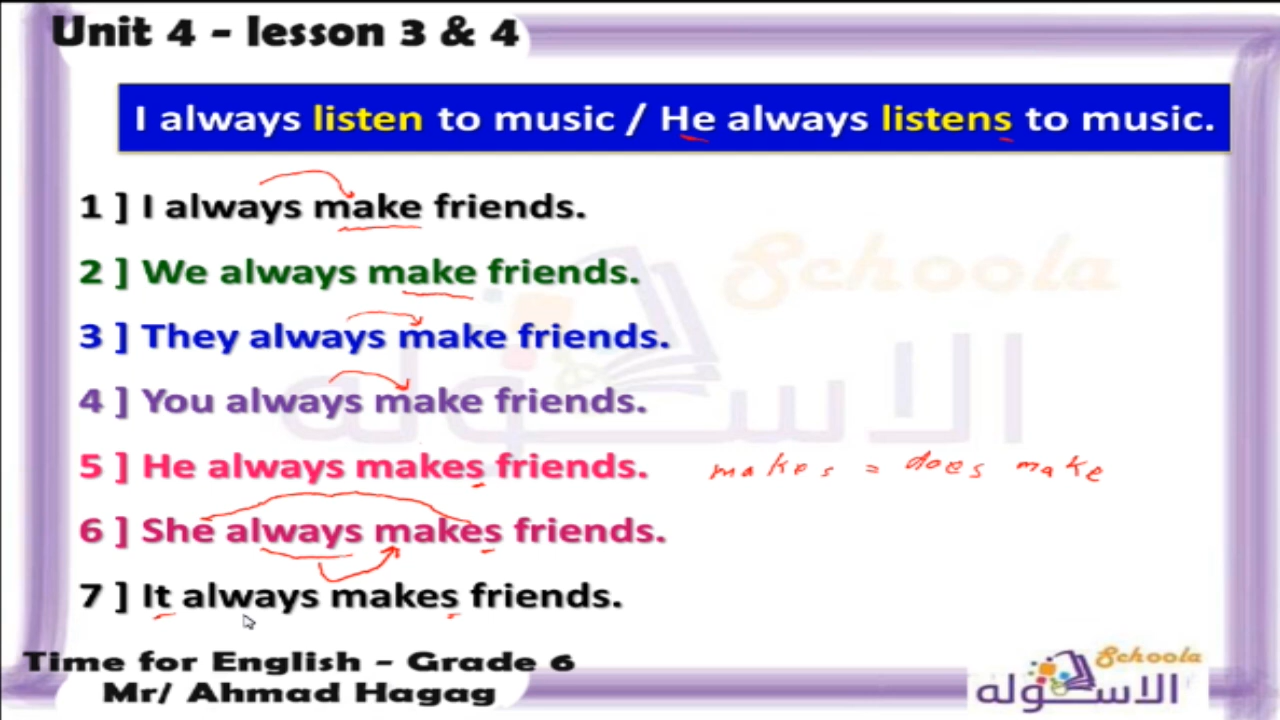 Unit 4 - lesson 3 & 4
I always listen to music / He always listens to music.
1 ] I always make friends.
2 ] We always make friends.
Schoola
3 ] They always make friends.
الاسكوله
4 ] You always make friends.
5 ] He always makes friends. makes = does make
6 ] She always makes friends.
7 ] It always makes friends.
Time for English - Grade 6
Mr/ Ahmad Hagag
Schoola
الاسكوله